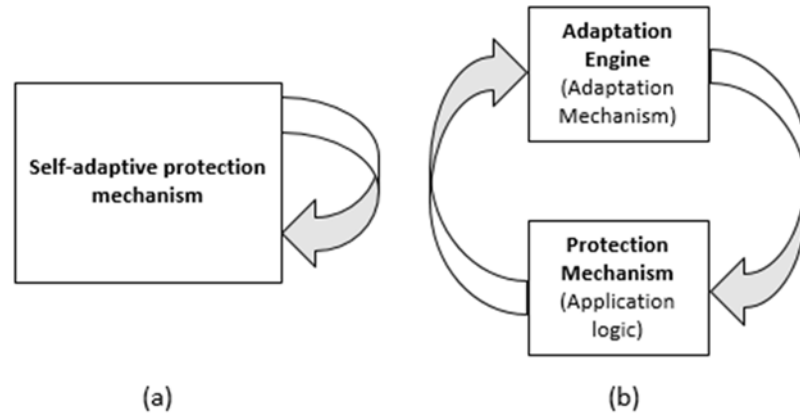 Self-adaptive protection
mechanism
Adaptation
Engine
(Adaptation
Mechanism)
Protection
Mechanism
(Application
logic)
(a)
(b)